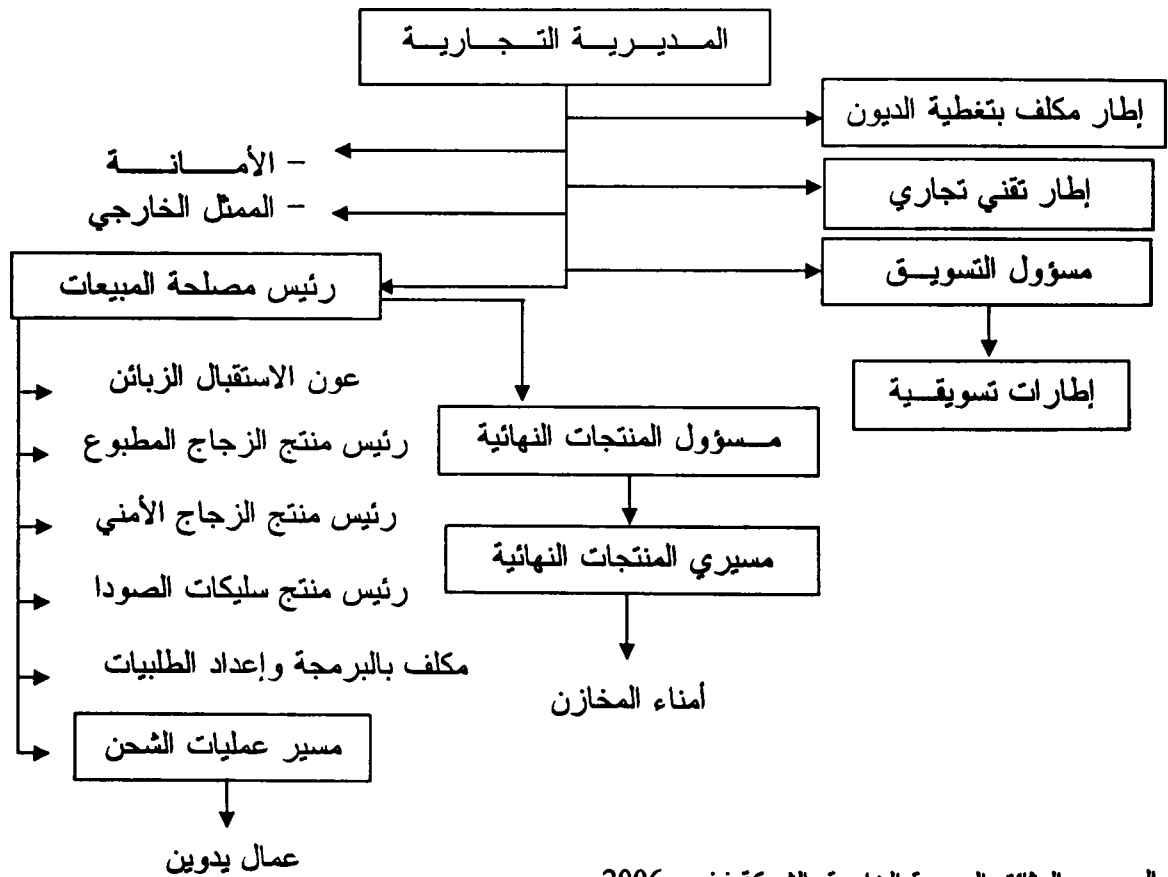 المديرية التجارية
إطار مكلف بتغطية الديون
- الأمانة
إطار تقني تجاري
- الممثل الخارجي
مسؤول التسويق
رئيس مصلحة المبيعات
إطارات تسويقية
عون الاستقبال الزبائن
مسؤول المنتجات النهائية
رئيس منتج الزجاج المطبوع
رئيس منتج الزجاج الأمني
مسيري المنتجات النهائية
رئيس منتج سليكات الصودا
مكلف بالبرمجة وإعداد الطلبيات
أمناء المخازن
مسير عمليات الشحن
عمال يدوين
2006